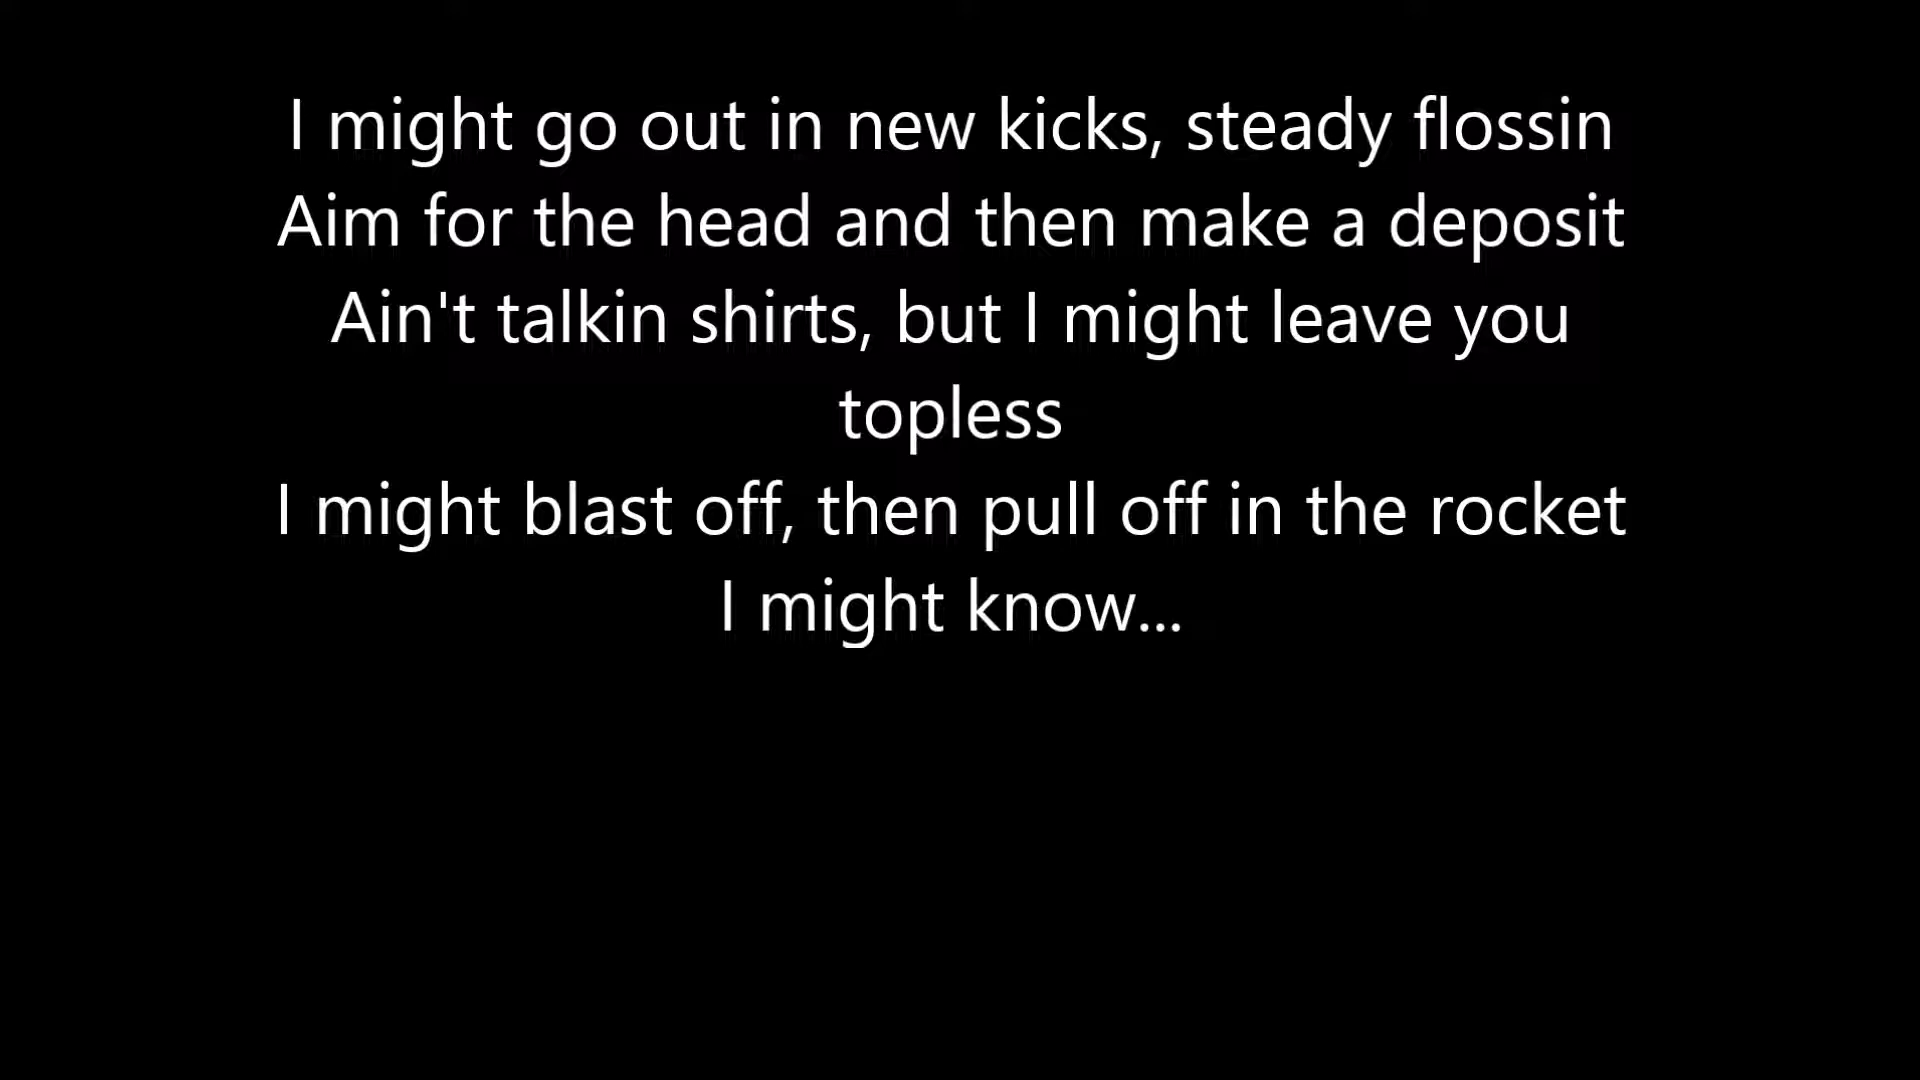 I might go out in new kicks, steady flossin
Aim for the head and then make a deposit
Ain't talkin shirts, but I might leave you
topless
I might blast off, then pull off in the rocket
I might know...